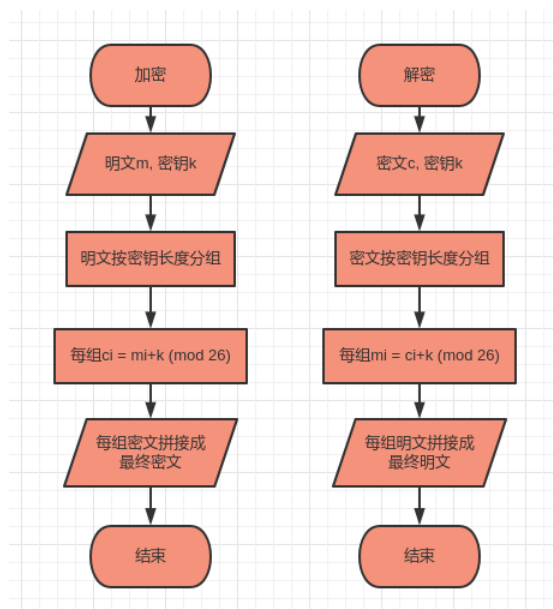 加密
明文m, 密钥k
明文按密钥长度分组
每组ci = mi+k (mod 26)
每组密文拼接成
最终密文
结束
解密
密文c, 密钥k
密文按密钥长度分组
每组mi = ci+k (mod 26)
每组明文拼接成
最终明文
结束